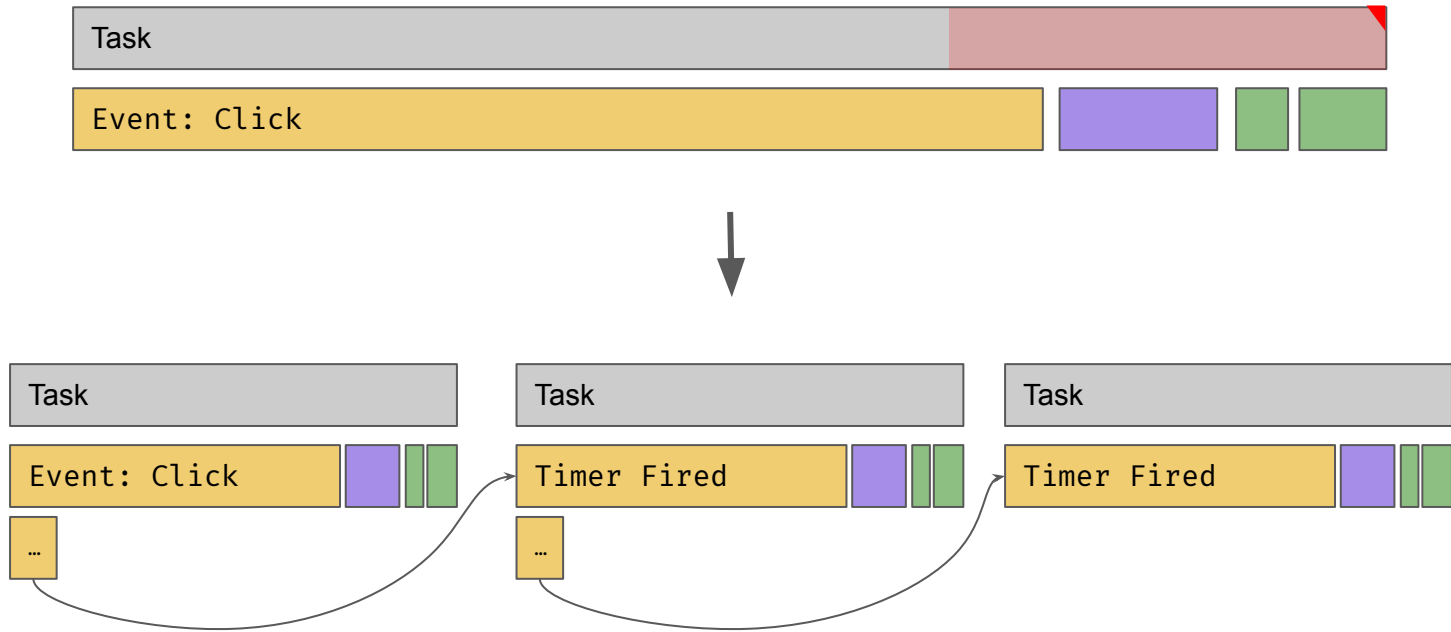 Task
Event: Click
Task
Task
Task
Event: Click
Timer Fired
Timer Fired
…
…